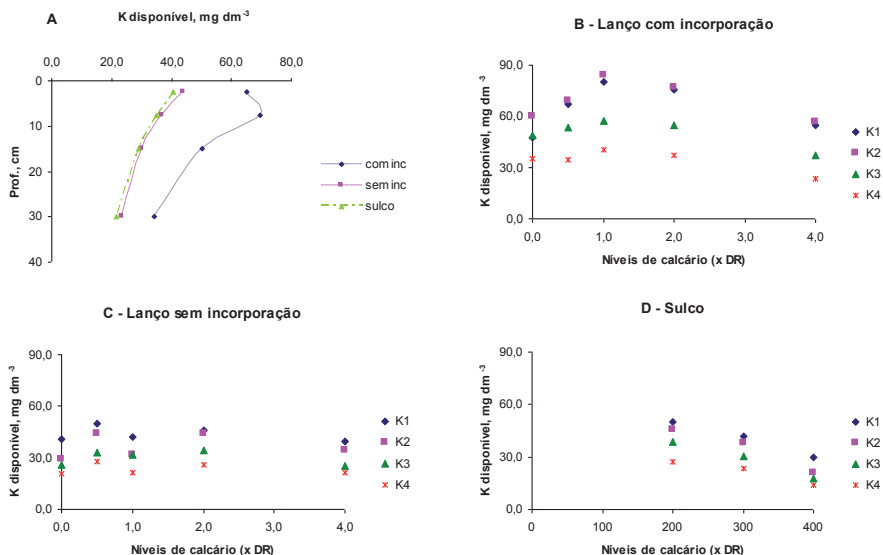 A
K disponível, mg dm-3
0,0 20,0 40,0 60,0 80,0
0
10
20
30
40
Prof., cm
com inc
sem inc
sulco
B - Lanço com incorporação
90,0
60,0
30,0
0,0
K disponível, mg dm-3
0,0 1,0 2,0 3,0 4,0
Níveis de calcário (x DR)
K1
K2
K3
K4
C - Lanço sem incorporação
90,0
60,0
30,0
0,0
K disponível, mg dm-3
0,0 1,0 2,0 4,0
Níveis de calcário (x DR)
K1
K2
K3
K4
D - Sulco
90,0
60,0
30,0
0,0
K disponível, mg dm-3
0 100 200 300 400
Níveis de calcário (x DR)
K1
K2
K3
K4